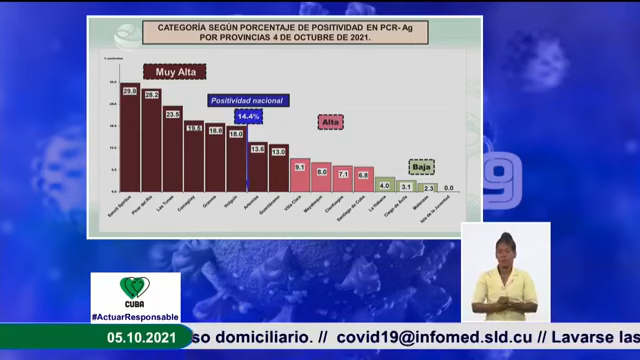 CATEGORÍA SEGÚN PORCENTAJE DE POSITIVIDAD EN PCR- Ag
POR PROVINCIAS 4 DE OCTUBRE DE 2021.
% positividad
Muy Alta
Positividad nacional
14.4%
Alta
Baja
29.8
28.2
23.5
19.5
18.8
18.0
13.6
13.0
9.1
8.0
7.1
6.8
4.0
3.1
2.3
0.0
Sancti Spíritus
Pinar del Río
Las Tunas
Camagüey
Granma
Holguín
Artemisa
Guantánamo
Villa Clara
Mayabeque
Cienfuegos
Santiago de Cuba
La Habana
Ciego de Ávila
Matanzas
Isla de la Juventud
9
CUBA
#ActuarResponsable
05.10.2021
so domiciliario. // covid19@infomed.sld.cu // Lavarse las